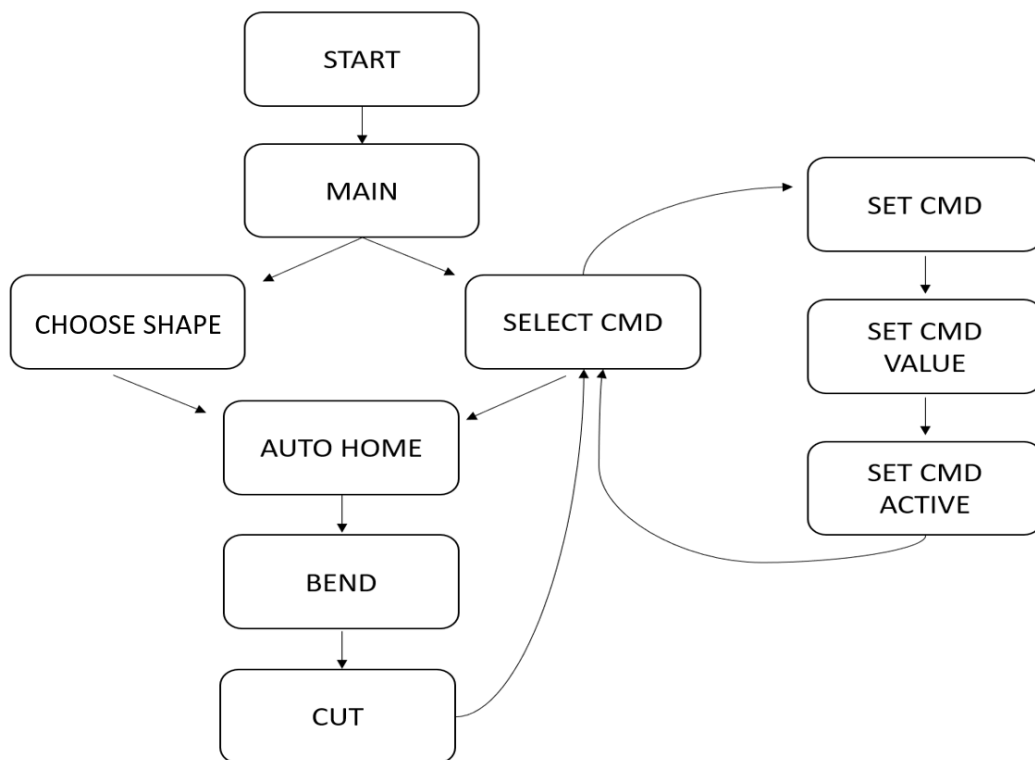 START
MAIN
SET CMD
CHOOSE SHAPE
SELECT CMD
SET CMD
VALUE
AUTO HOME
SET CMD
ACTIVE
BEND
CUT